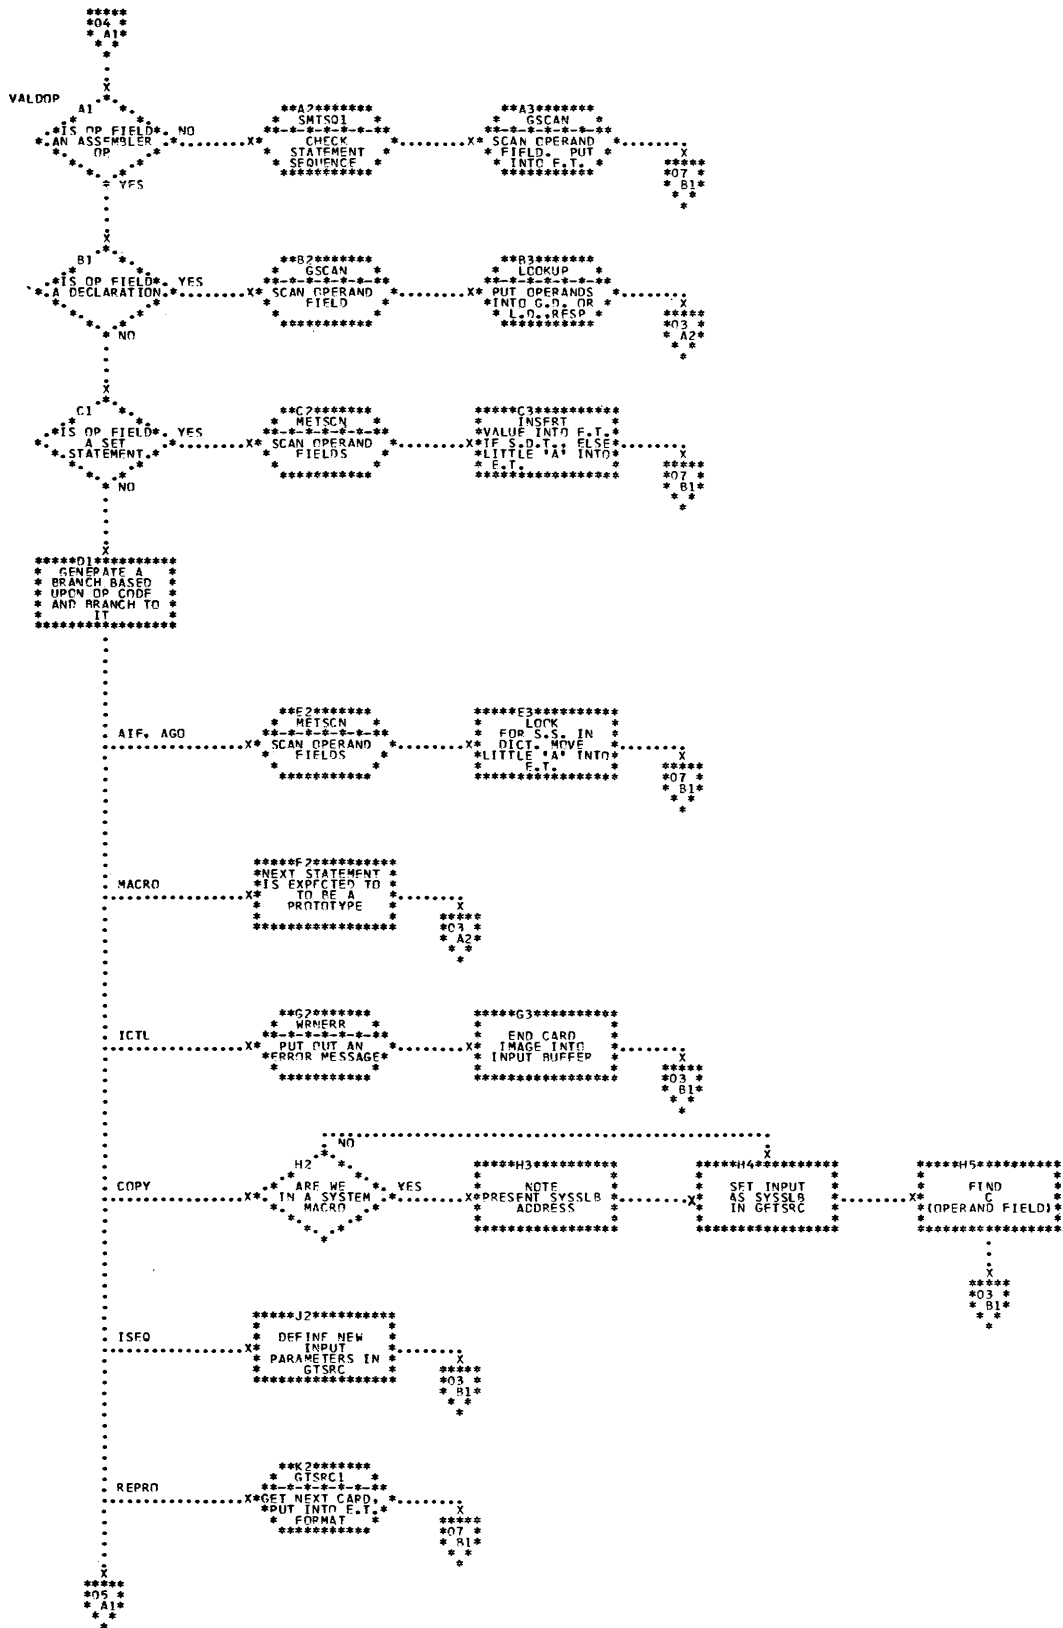 *04 *
* A1*
VALDOP
A1
*IS OP FIELD*. NO
AN ASSEMBLER
OP
* YES
**A2*******
SMTSQ1
CHECK
STATEMENT
SEQUENCE
**A3*******
GSCAN
SCAN OPERAND
FIELD. PUT
INTO E.T.
*07 *
* B1*
B1
*IS OP FIELD*. YES
A DECLARATION
NO
**B2*******
GSCAN
SCAN OPERAND
FIELD
**B3*******
LOOKUP
PUT OPERANDS
INTO G.D. OR
L.D.,RESP
*03 *
* A2*
C1
*IS OP FIELD*. YES
A SET
STATEMENT
NO
**C2*******
METSCN
SCAN OPERAND
FIELDS
*****C3**********
INSERT
VALUE INTO E.T.
IF S.D.T., ELSE
LITTLE 'A' INTO
E.T.
*07 *
* B1*
*****D1**********
GENERATE A
BRANCH BASED
UPON OP CODE
AND BRANCH TO
IT
AIF, AGO
**E2*******
METSCN
SCAN OPERAND
FIELDS
*****E3**********
LOOK
FOR S.S. IN
DICT. MOVE
LITTLE 'A' INTO
E.T.
*07 *
* B1*
MACRO
*****F2**********
NEXT STATEMENT
IS EXPECTED TO
TO BE A
PROTOTYPE
*03 *
* A2*
ICTL
**G2*******
WRNERR
PUT OUT AN
ERROR MESSAGE
*****G3**********
END CARD
IMAGE INTO
INPUT BUFFER
*03 *
* B1*
COPY
NO
H2
ARE WE YES
IN A SYSTEM
MACRO
*****H3**********
NOTE
PRESENT SYSSLB
ADDRESS
*****H4**********
SET INPUT
AS SYSSLB
IN GETSRC
*****H5**********
FIND
C
(OPERAND FIELD)
*03 *
* B1*
ISEQ
*****J2**********
DEFINE NEW
INPUT
PARAMETERS IN
GTSRC
*03 *
* B1*
REPRO
**K2*******
GTSRC1
GET NEXT CARD,
PUT INTO E.T.
FORMAT
*07 *
* B1*
*05 *
* A1*